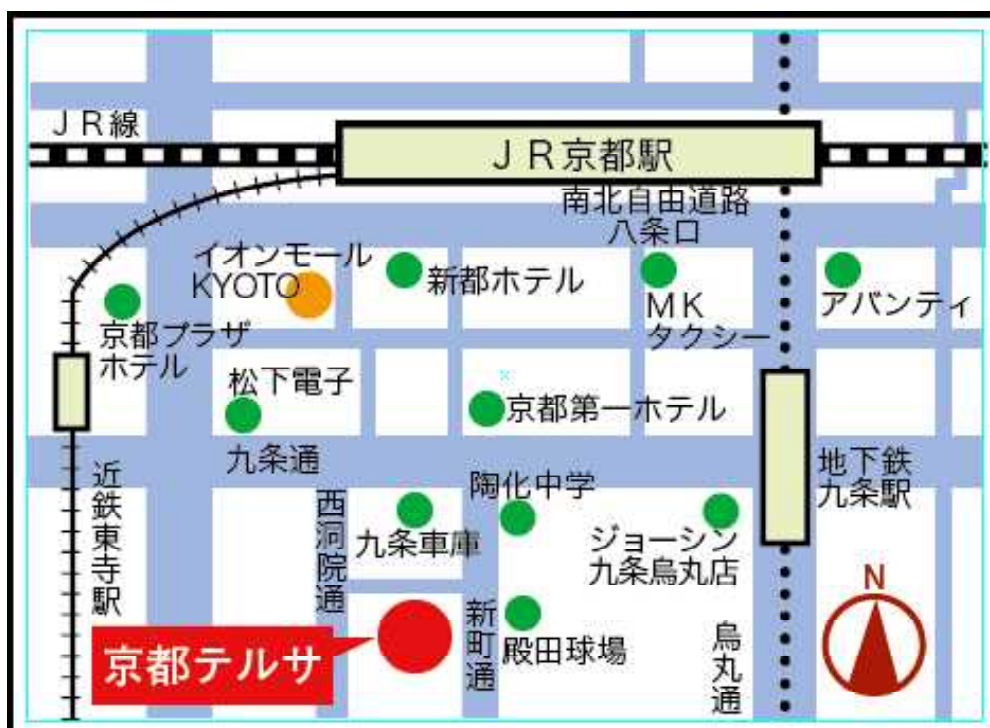 ＪＲ線
ＪＲ京都駅
南北自由道路
八条口
イオンモール
KYOTO
新都ホテル
ＭＫ
タクシー
アバンティ
京都プラザ
ホテル
松下電子
京都第一ホテル
九条通
近鉄東寺駅
西洞院通
九条車庫
陶化中学
ジョーシン
九条烏丸店
地下鉄
九条駅
新町通
殿田球場
烏丸通
N
京都テルサ